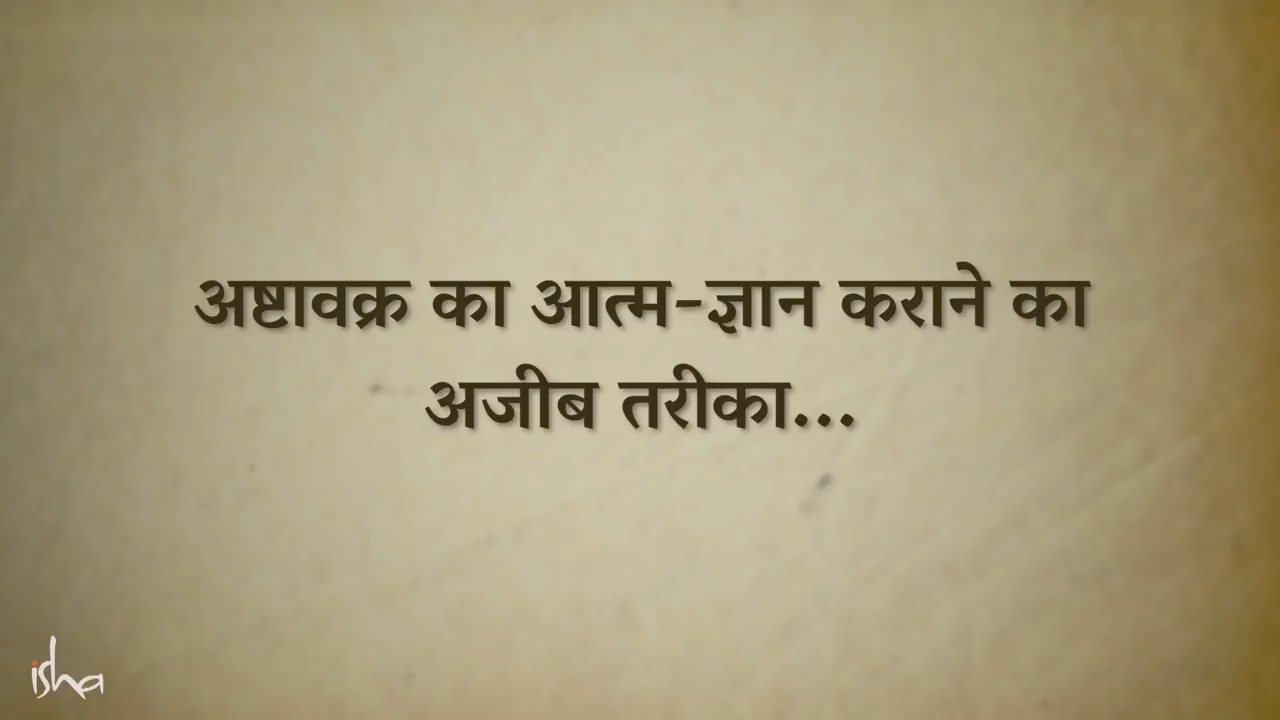 अष्टावक्र का आत्म-ज्ञान कराने का
अजीब तरीका...
isha